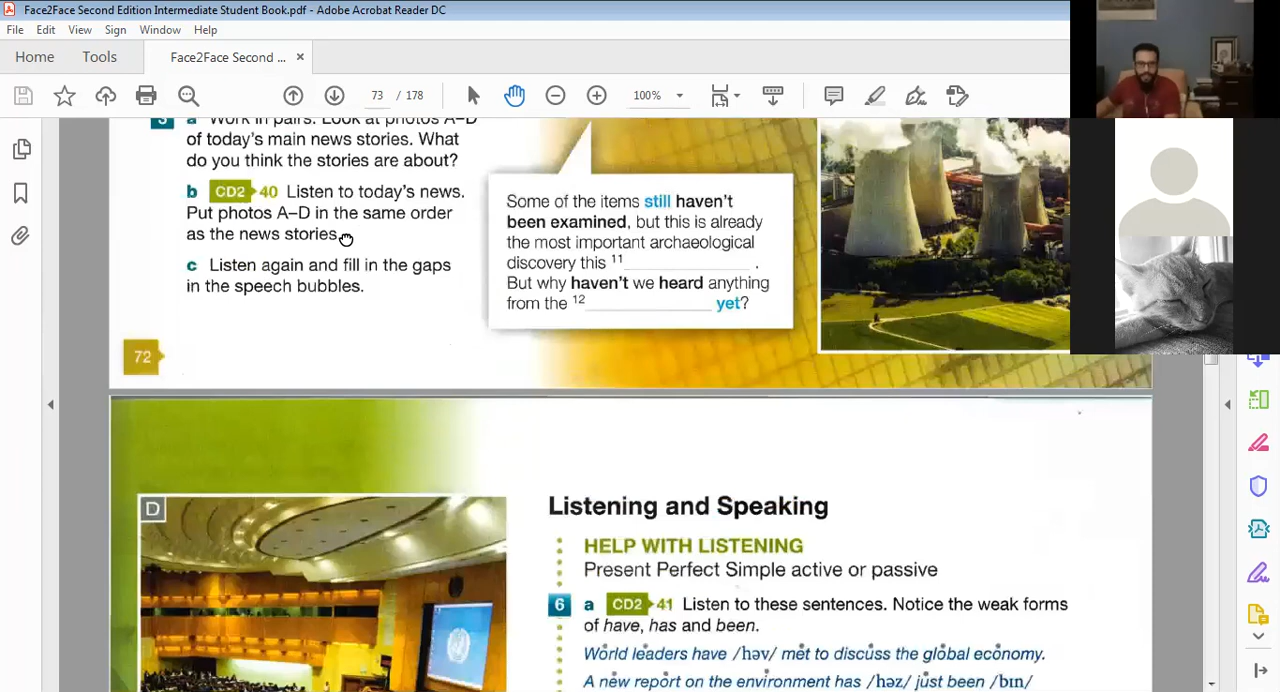 Face2Face Second Edition Intermediate Student Book.pdf - Adobe Acrobat Reader DC
File Edit View Sign Window Help
Home Tools Face2Face Second ... ×
73 / 178 100%
3 a Work in pairs. Look at photos A–D
of today's main news stories. What
do you think the stories are about?
b CD2 40 Listen to today's news.
Put photos A–D in the same order
as the news stories.
c Listen again and fill in the gaps
in the speech bubbles.
72
Some of the items still haven't
been examined, but this is already
the most important archaeological
discovery this 11 ____________ .
But why haven't we heard anything
from the 12 ____________ yet?
D
Listening and Speaking
HELP WITH LISTENING
Present Perfect Simple active or passive
6 a CD2 41 Listen to these sentences. Notice the weak forms
of have, has and been.
World leaders have /həv/ met to discuss the global economy.
A new report on the environment has /həz/ just been /bɪn/